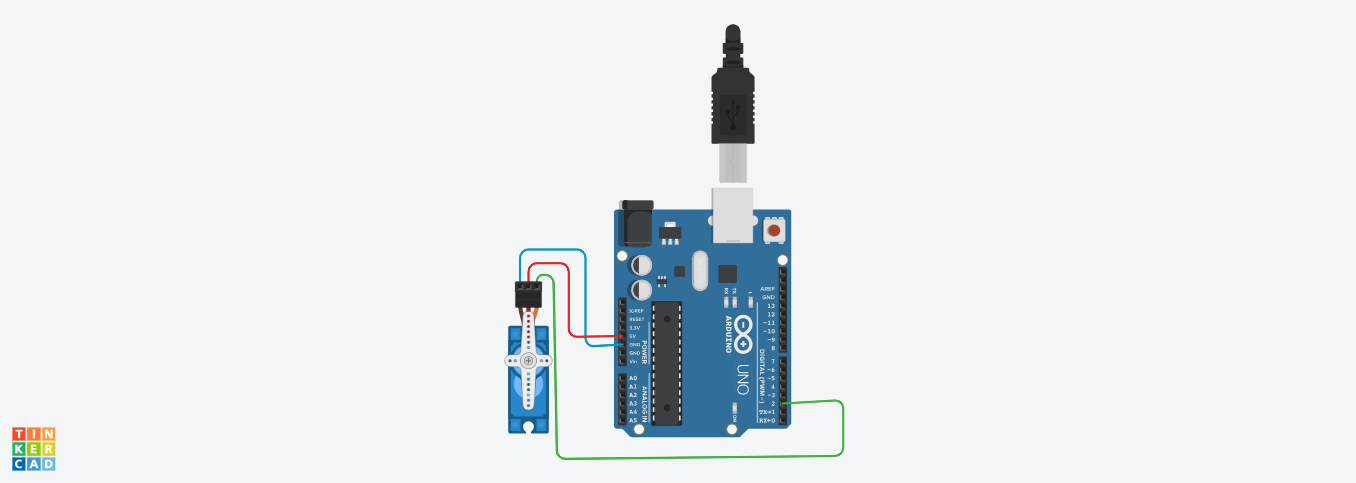 IOREF
RESET
3.3V
5V
GND
GND
Vin
POWER
A0
A1
A2
A3
A4
A5
ANALOG IN
RX
TX
L
ARDUINO
UNO
ON
AREF
GND
13
12
~11
~10
~9
8
7
~6
~5
4
~3
2
TX→1
RX←0
DIGITAL (PWM~)
TIN
KER
CAD